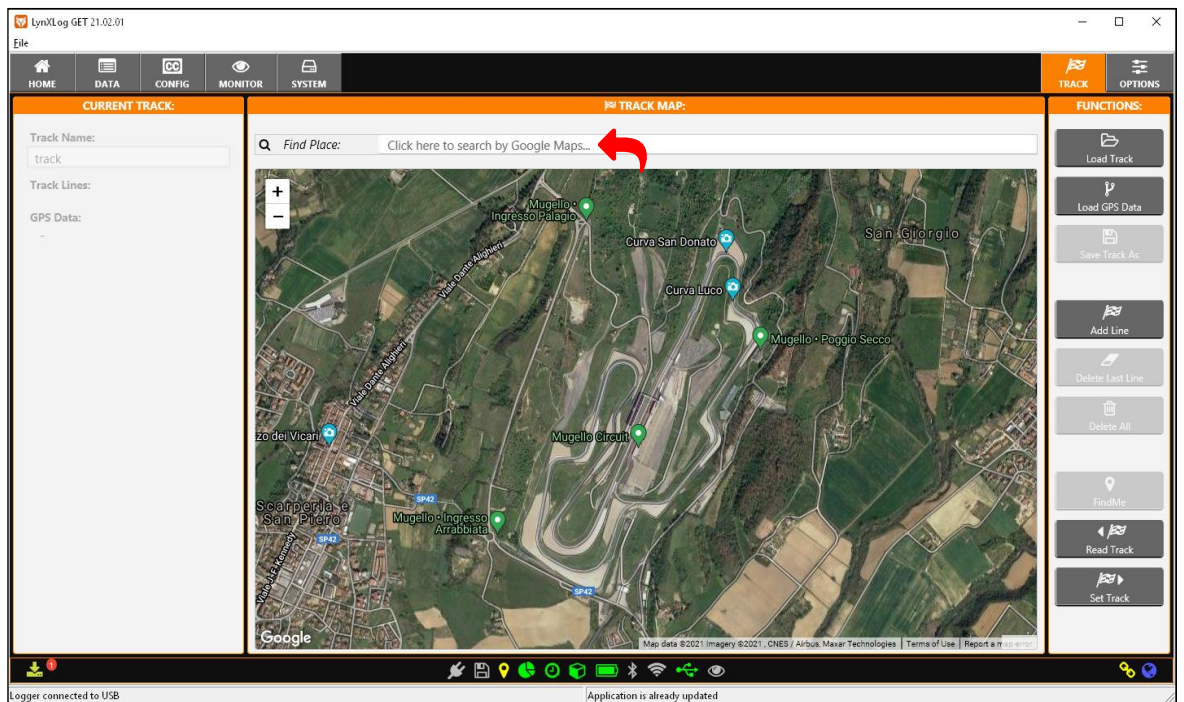 LynXLog GET 21.02.01
File
HOME
DATA
CC
CONFIG
MONITOR
SYSTEM
TRACK
OPTIONS
CURRENT TRACK:
Track Name:
track
Track Lines:
GPS Data:
-
TRACK MAP:
Find Place:
Click here to search by Google Maps...
+
−
Mugello •
Ingresso Palagio
Viale Dante Alighieri
Curva San Donato
San Giorgio
Curva Luco
Mugello • Poggio Secco
Viale Dante Alighieri
zo dei Vicari
Mugello Circuit
SP42
Scarperia e
San Piero
Mugello • Ingresso
Arrabbiata
SP42
Viale J.F. Kennedy
SP42
Google
Map data ©2021 Imagery ©2021 , CNES / Airbus, Maxar Technologies
Terms of Use
Report a map error
FUNCTIONS:
Load Track
Load GPS Data
Save Track As
Add Line
Delete Last Line
Delete All
FindMe
Read Track
Set Track
1
Logger connected to USB
Application is already updated